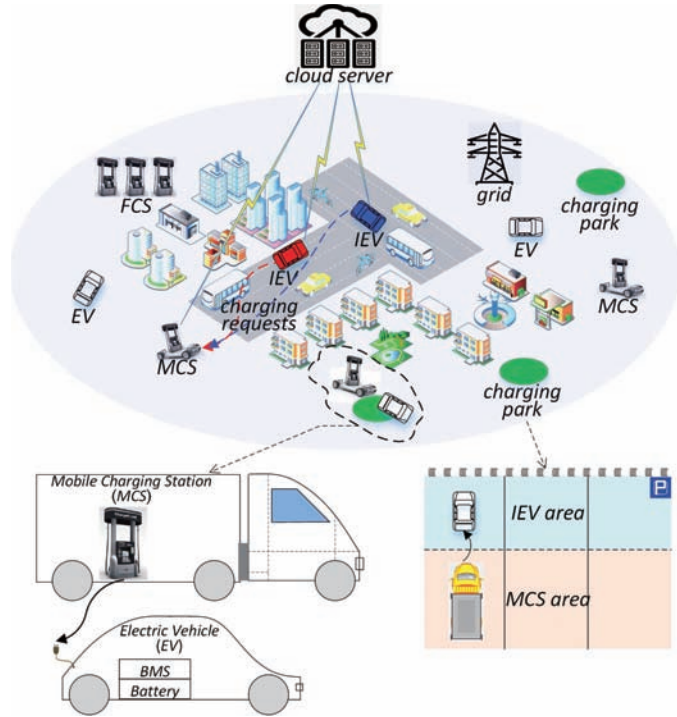 cloud server
FCS
grid
charging
park
IEV
EV
IEV
EV
charging
requests
MCS
MCS
charging
park
Mobile Charging Station
(MCS)
P
IEV area
MCS area
Electric Vehicle
(EV)
BMS
Battery